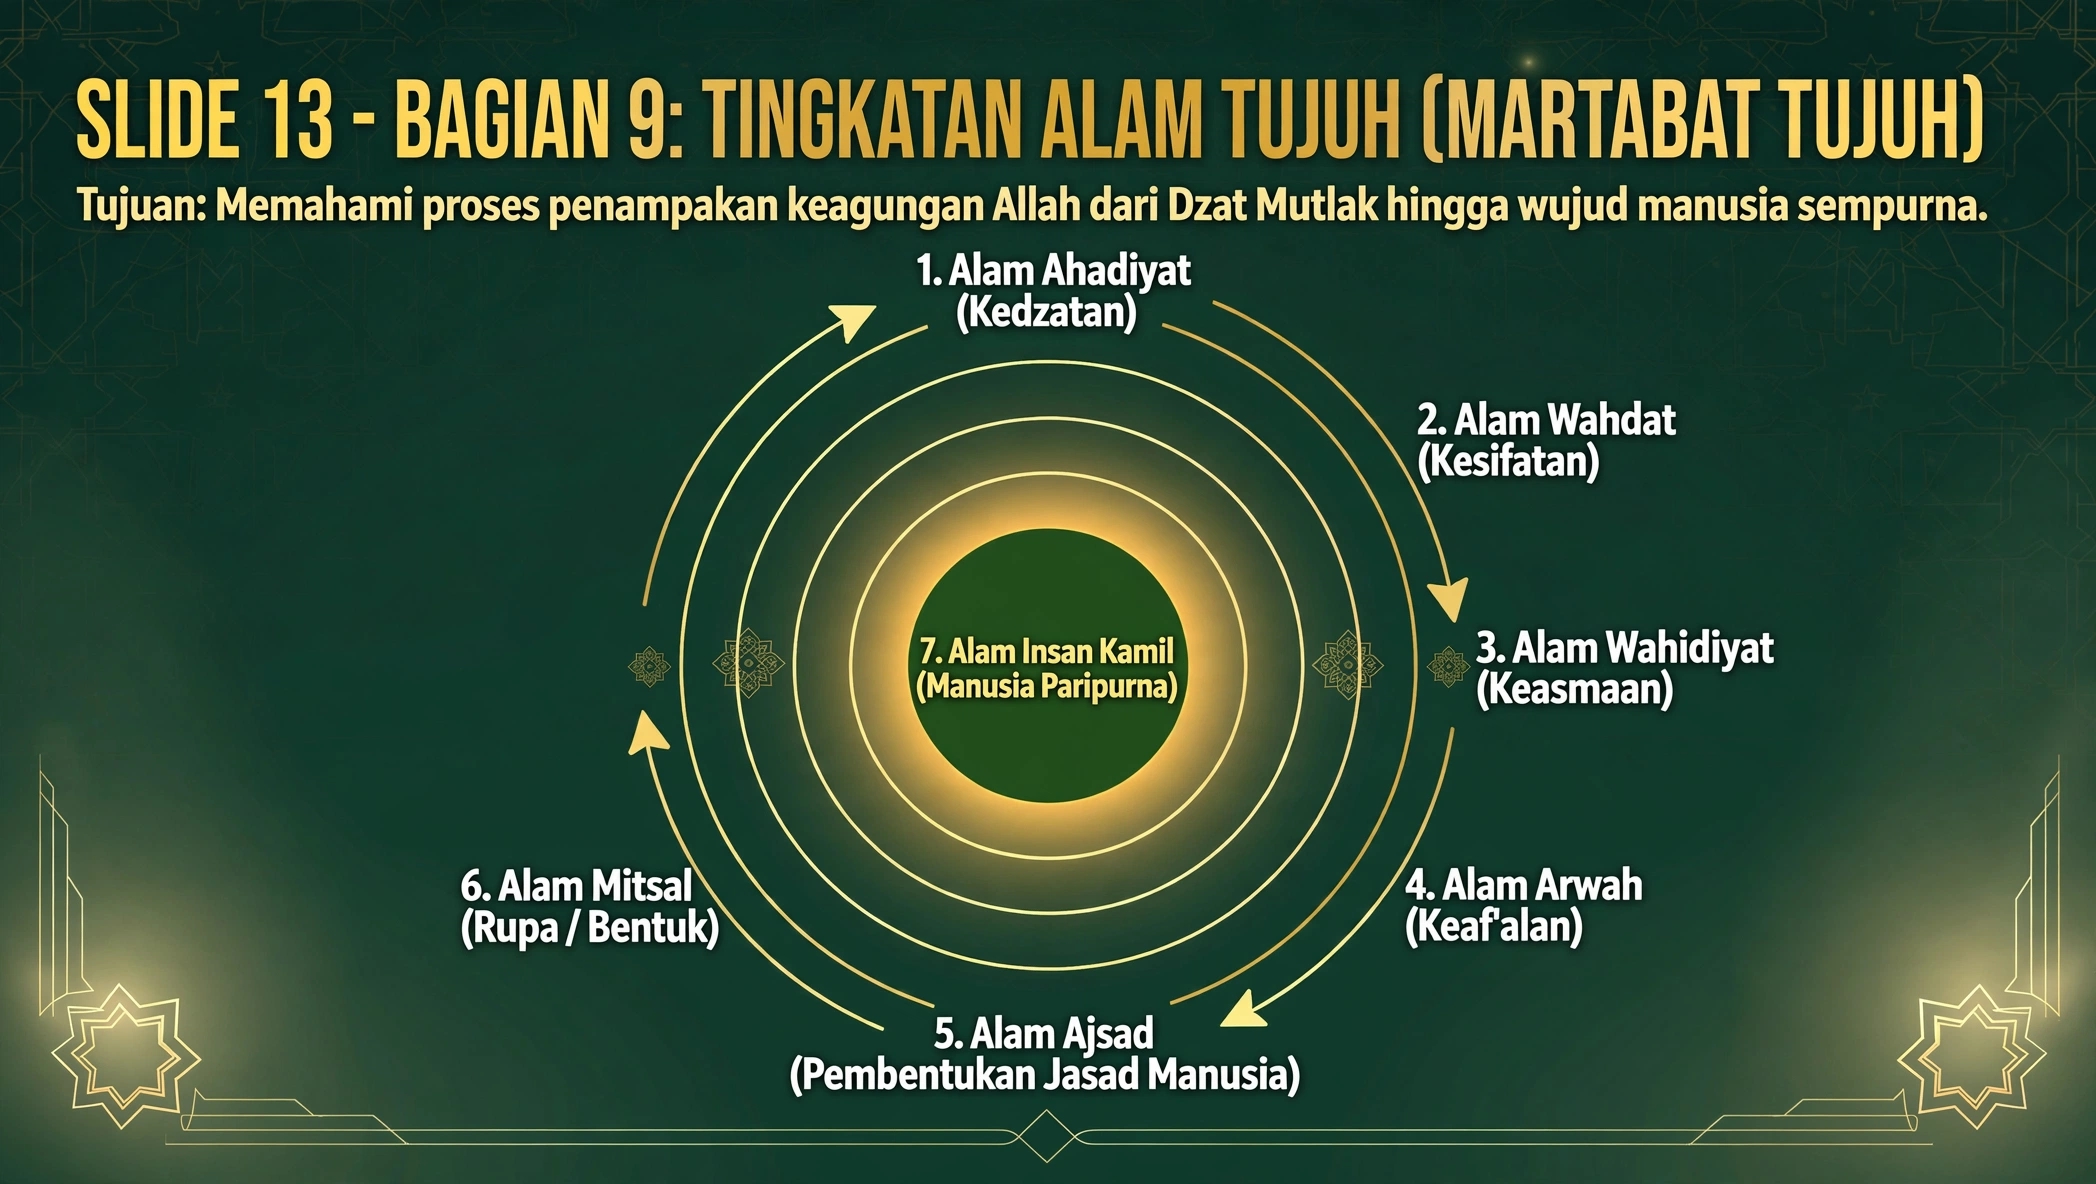 SLIDE 13 - BAGIAN 9: TINGKATAN ALAM TUJUH (MARTABAT TUJUH)
Tujuan: Memahami proses penampakan keagungan Allah dari Dzat Mutlak hingga wujud manusia sempurna.
1. Alam Ahadiyat
(Kedzatan)
2. Alam Wahdat
(Kesifatan)
3. Alam Wahidiyat
(Keasmaan)
4. Alam Arwah
(Keaf'alan)
5. Alam Ajsad
(Pembentukan Jasad Manusia)
6. Alam Mitsal
(Rupa / Bentuk)
7. Alam Insan Kamil
(Manusia Paripurna)